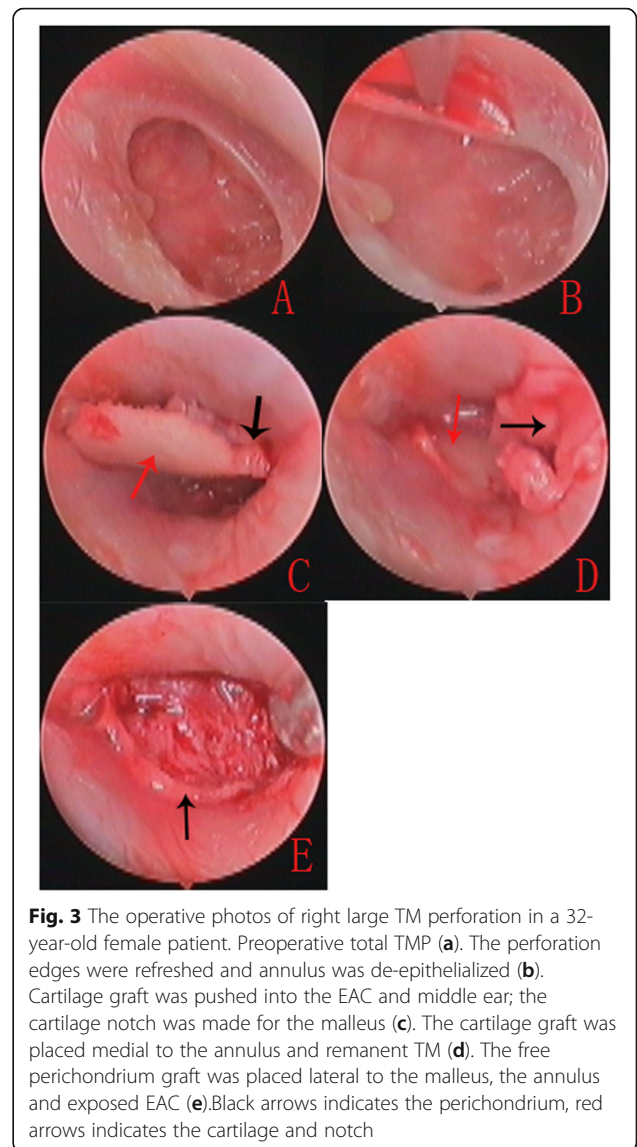 A
B
C
D
E
Fig. 3 The operative photos of right large TM perforation in a 32-
year-old female patient. Preoperative total TMP (a). The perforation
edges were refreshed and annulus was de-epithelialized (b).
Cartilage graft was pushed into the EAC and middle ear; the
cartilage notch was made for the malleus (c). The cartilage graft was
placed medial to the annulus and remanent TM (d). The free
perichondrium graft was placed lateral to the malleus, the annulus
and exposed EAC (e).Black arrows indicates the perichondrium, red
arrows indicates the cartilage and notch